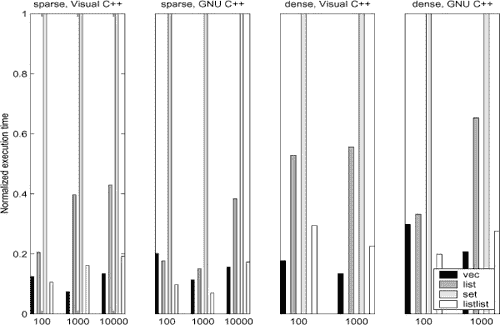 sparse, Visual C++
sparse, GNU C++
dense, Visual C++
dense, GNU C++
Normalized execution time
1
0.8
0.6
0.4
0.2
0
100 1000 10000
100 1000 10000
100 1000
100 1000
vec
list
set
listlist